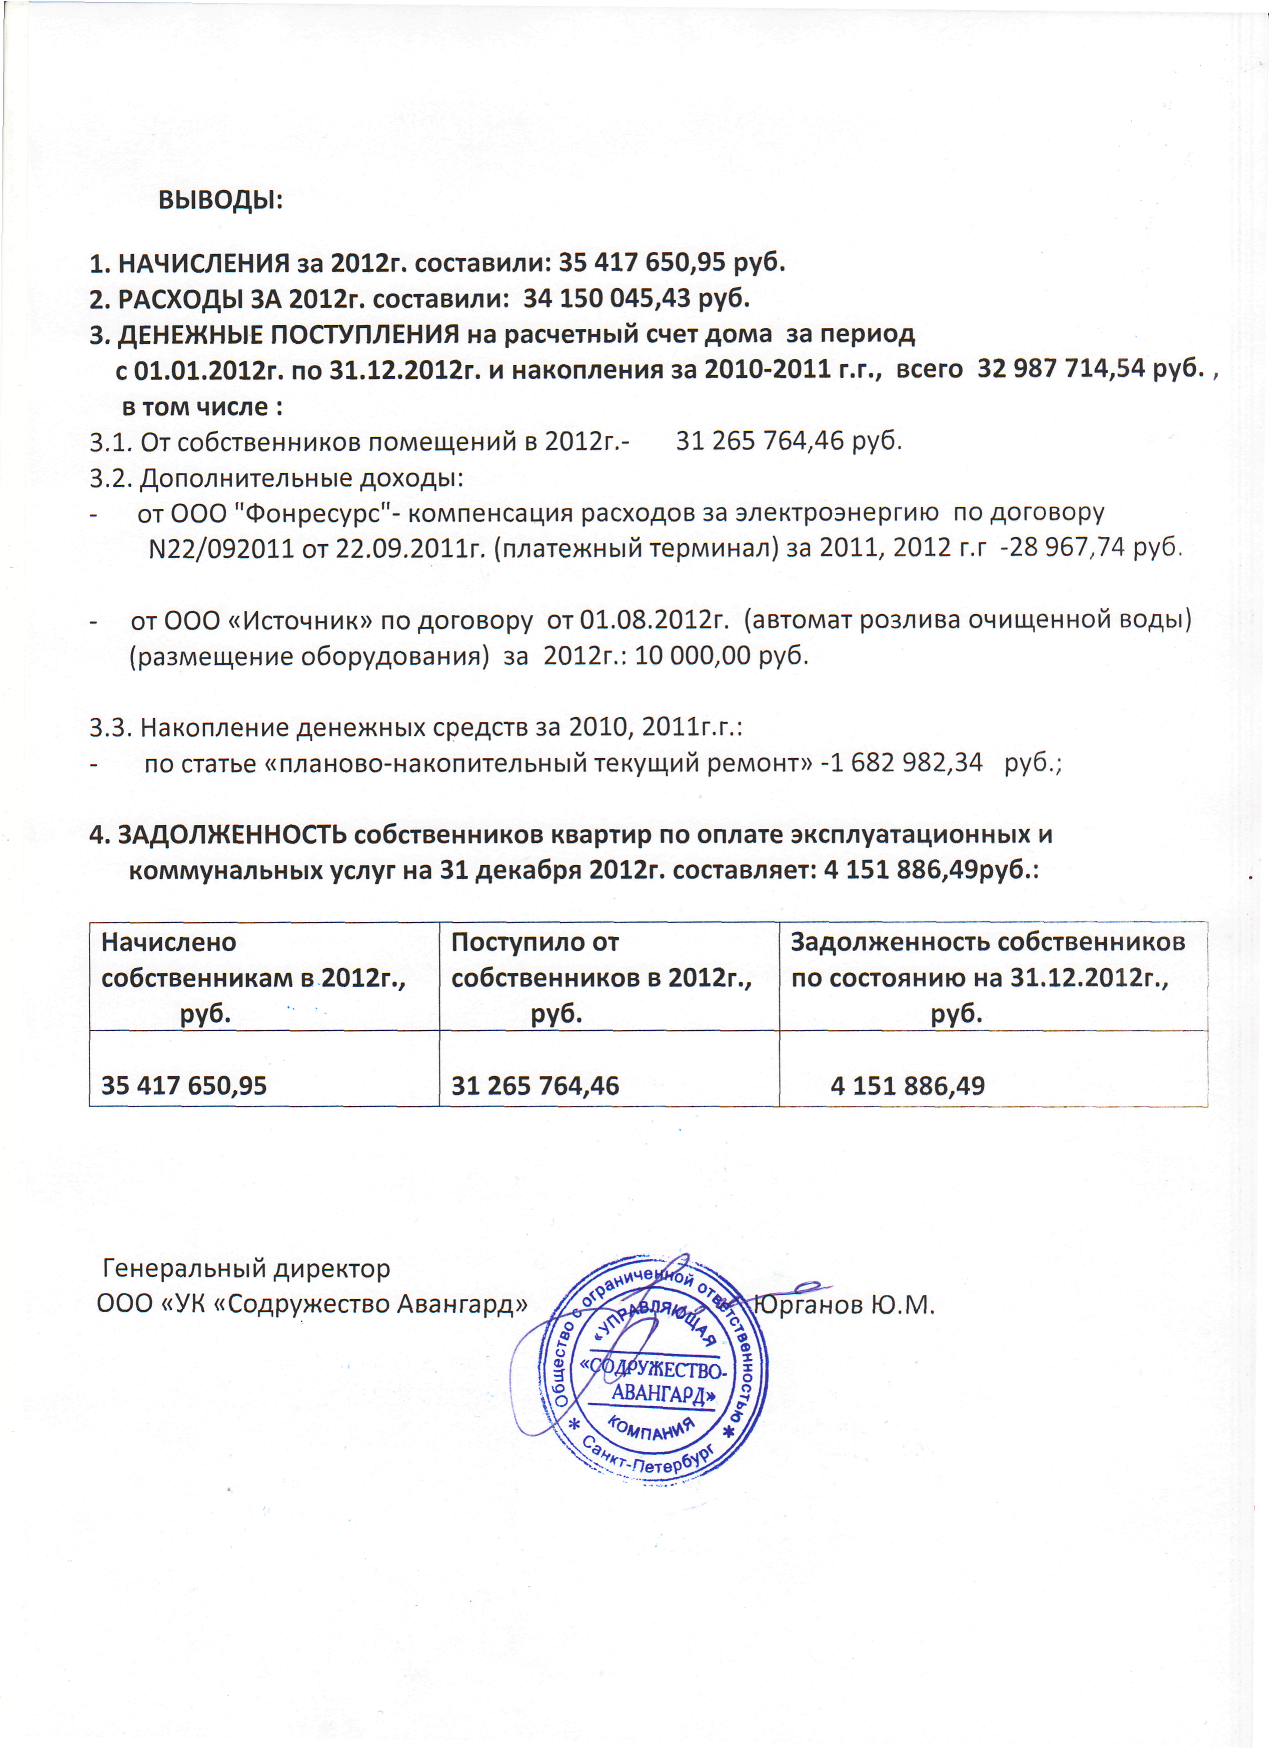 ВЫВОДЫ:
1. НАЧИСЛЕНИЯ за 2012г. составили: 35 417 650,95 руб.
2. РАСХОДЫ ЗА 2012г. составили: 34 150 045,43 руб.
3. ДЕНЕЖНЫЕ ПОСТУПЛЕНИЯ на расчетный счет дома за период
с 01.01.2012г. по 31.12.2012г. и накопления за 2010-2011 г.г., всего 32 987 714,54 руб. ,
в том числе :
3.1. От собственников помещений в 2012г.- 31 265 764,46 руб.
3.2. Дополнительные доходы:
- от ООО "Фонресурс"- компенсация расходов за электроэнергию по договору
N22/092011 от 22.09.2011г. (платежный терминал) за 2011, 2012 г.г -28 967,74 руб.
- от ООО «Источник» по договору от 01.08.2012г. (автомат розлива очищенной воды)
(размещение оборудования) за 2012г.: 10 000,00 руб.
3.3. Накопление денежных средств за 2010, 2011г.г.:
- по статье «планово-накопительный текущий ремонт» -1 682 982,34 руб.;
4. ЗАДОЛЖЕННОСТЬ собственников квартир по оплате эксплуатационных и
коммунальных услуг на 31 декабря 2012г. составляет: 4 151 886,49руб.:
Начислено
собственникам в 2012г.,
руб.
Поступило от
собственников в 2012г.,
руб.
Задолженность собственников
по состоянию на 31.12.2012г.,
руб.
35 417 650,95
31 265 764,46
4 151 886,49
Генеральный директор
ООО «УК «Содружество Авангард» Юрганов Ю.М.
Общество с ограниченной ответственностью
«УПРАВЛЯЮЩАЯ
«СОДРУЖЕСТВО-
АВАНГАРД»
КОМПАНИЯ
* Санкт-Петербург *